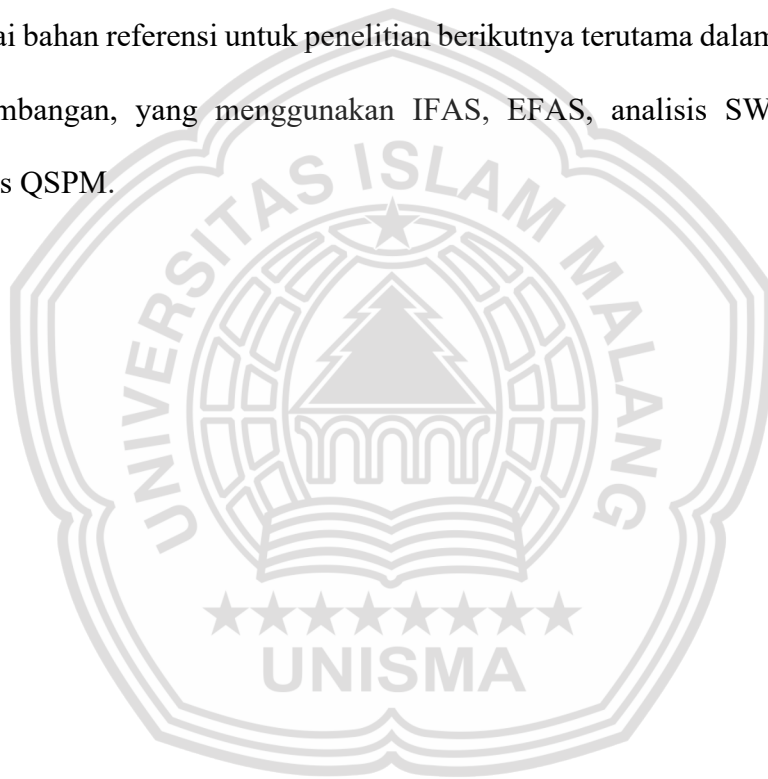 ai bahan referensi untuk penelitian berikutnya terutama dalam
mbangan, yang menggunakan IFAS, EFAS, analisis SW
s QSPM.
UNIVERSITAS ISLAM MALANG
UNISMA